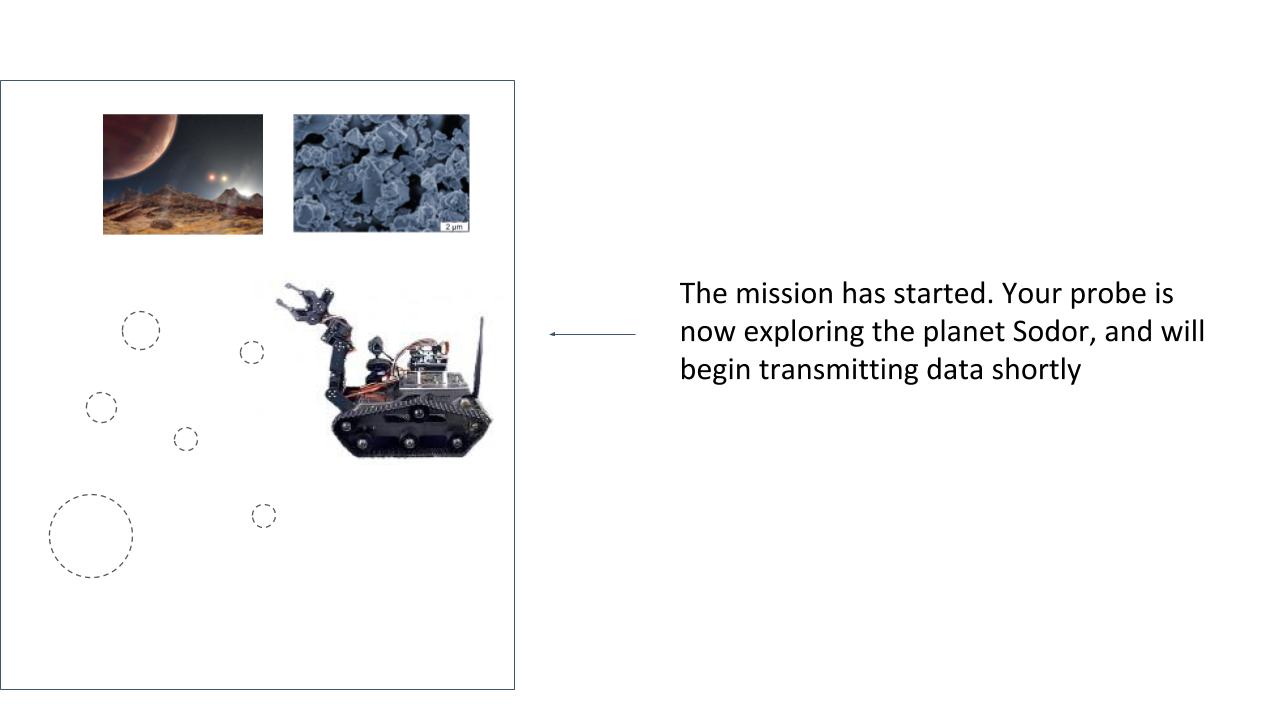 2 µm
The mission has started. Your probe is
now exploring the planet Sodor, and will
begin transmitting data shortly